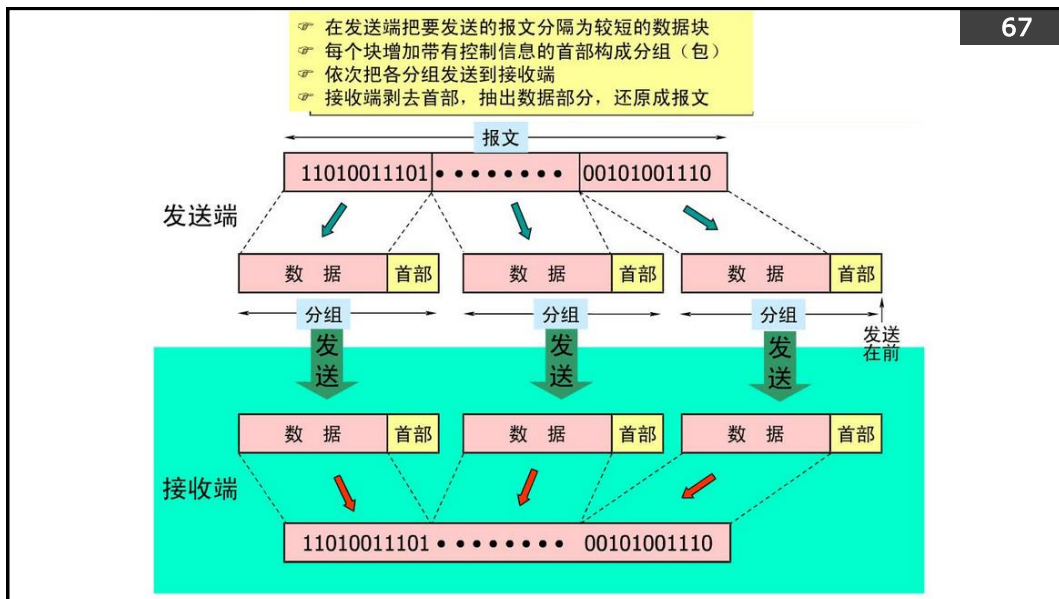 67
☞ 在发送端把要发送的报文分隔为较短的数据块
☞ 每个块增加带有控制信息的首部构成分组（包）
☞ 依次把各分组发送到接收端
☞ 接收端剥去首部，抽出数据部分，还原成报文
报文
11010011101 • • • • • • • • 00101001110
发送端
数 据 首部 数 据 首部 数 据 首部
分组 分组 分组
发送
在前
发送 发送 发送
数 据 首部 数 据 首部 数 据 首部
接收端
11010011101 • • • • • • • • 00101001110